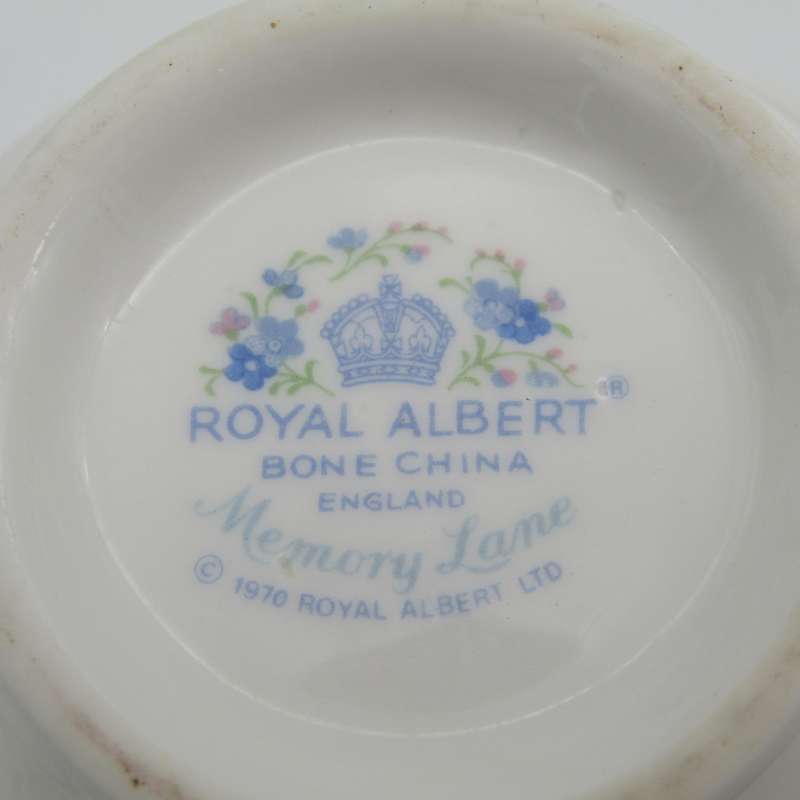 ROYAL ALBERT®
BONE CHINA
ENGLAND
Memory Lane
© 1970 ROYAL ALBERT LTD